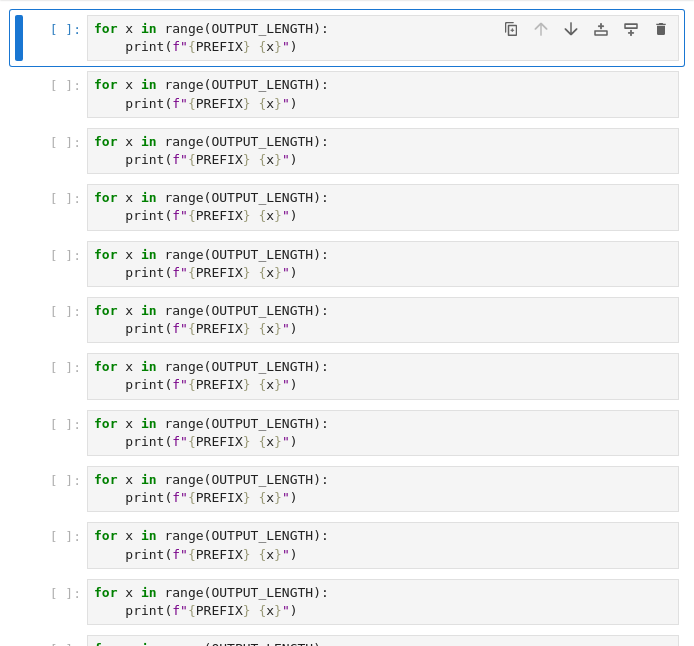 [ ]: for x in range(OUTPUT_LENGTH):
    print(f"{PREFIX} {x}")
[ ]: for x in range(OUTPUT_LENGTH):
    print(f"{PREFIX} {x}")
[ ]: for x in range(OUTPUT_LENGTH):
    print(f"{PREFIX} {x}")
[ ]: for x in range(OUTPUT_LENGTH):
    print(f"{PREFIX} {x}")
[ ]: for x in range(OUTPUT_LENGTH):
    print(f"{PREFIX} {x}")
[ ]: for x in range(OUTPUT_LENGTH):
    print(f"{PREFIX} {x}")
[ ]: for x in range(OUTPUT_LENGTH):
    print(f"{PREFIX} {x}")
[ ]: for x in range(OUTPUT_LENGTH):
    print(f"{PREFIX} {x}")
[ ]: for x in range(OUTPUT_LENGTH):
    print(f"{PREFIX} {x}")
[ ]: for x in range(OUTPUT_LENGTH):
    print(f"{PREFIX} {x}")
[ ]: for x in range(OUTPUT_LENGTH):
    print(f"{PREFIX} {x}")